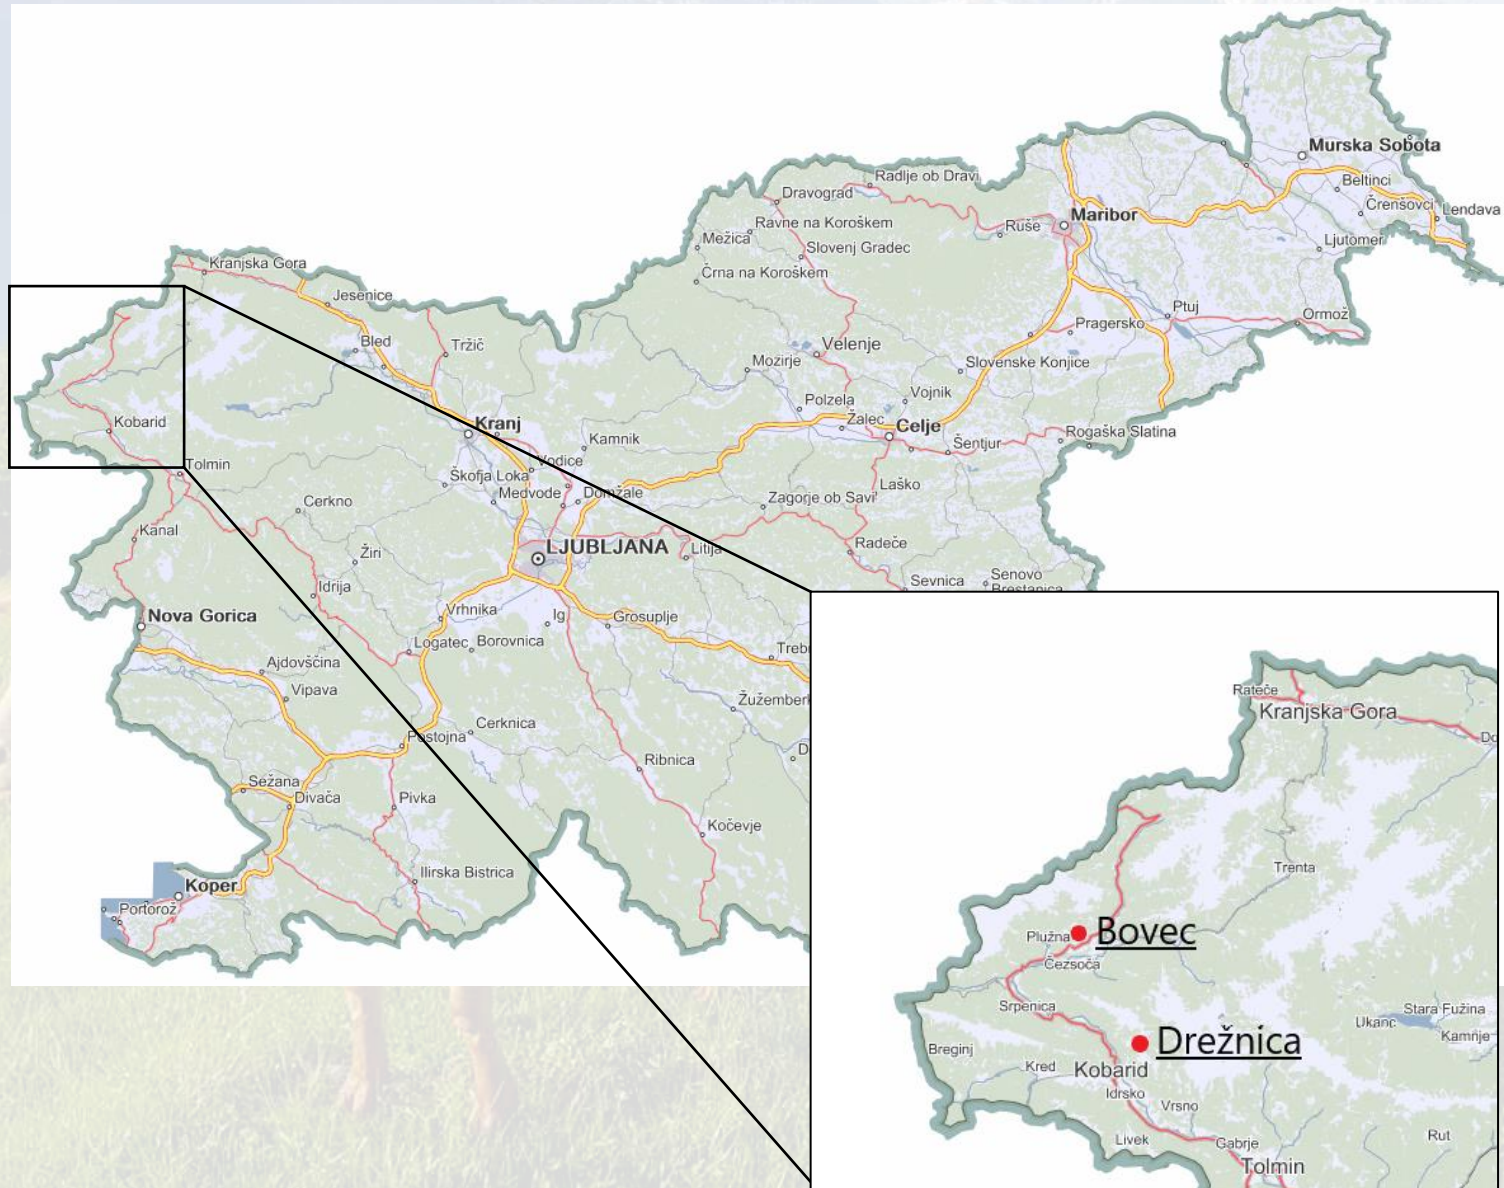 Murska Sobota
Radlje ob Dravi
Beltinci
Dravograd
Črenšovci
Lendava
Maribor
Ravne na Koroškem
Ruše
Mežica
Slovenj Gradec
Ljutomer
Kranjska Gora
Črna na Koroškem
Jesenice
Ptuj
Ormož
Pragersko
Bled
Tržič
Velenje
Mozirje
Slovenske Konjice
Vojnik
Polzela
Kobarid
Kranj
Žalec
Celje
Rogaška Slatina
Kamnik
Šentjur
Tolmin
Vodice
Škofja Loka
Laško
Medvode
Domžale
Zagorje ob Savi
Cerkno
Kanal
LJUBLJANA
Litija
Radeče
Žiri
Sevnica
Senovo
Brestanica
Idrija
Nova Gorica
Vrhnika
Ig
Grosuplje
Logatec
Borovnica
Trebn
Ajdovščina
Vipava
Žužemberk
Cerknica
Postojna
D
Ribnica
Sežana
Divača
Pivka
Kočevje
Ilirska Bistrica
Koper
Portorož
Rateče
Kranjska Gora
Do
Trenta
Plužna
Bovec
Čezsoča
Srpenica
Stara Fužina
Ukanc
Kamnje
Drežnica
Breginj
Kred
Kobarid
Idrsko
Vrsno
Livek
Gabrje
Rut
Tolmin